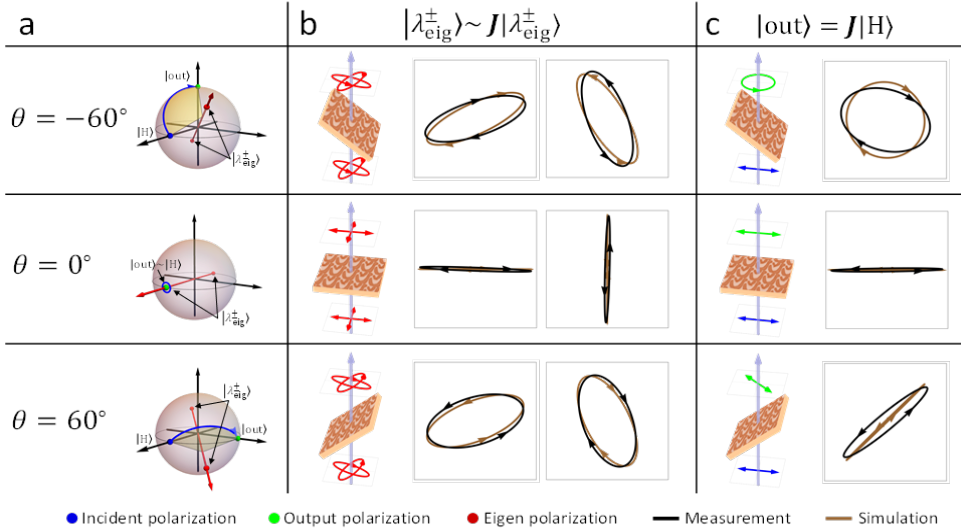 a
b
|λ±eig⟩ ~ J|λ±eig⟩
c
|out⟩ = J|H⟩
θ = −60°
|out⟩
|H⟩
|λ±eig⟩
θ = 0°
|out⟩~|H⟩
|λ±eig⟩
θ = 60°
|λ±eig⟩
|H⟩
|out⟩
Incident polarization
Output polarization
Eigen polarization
Measurement
Simulation